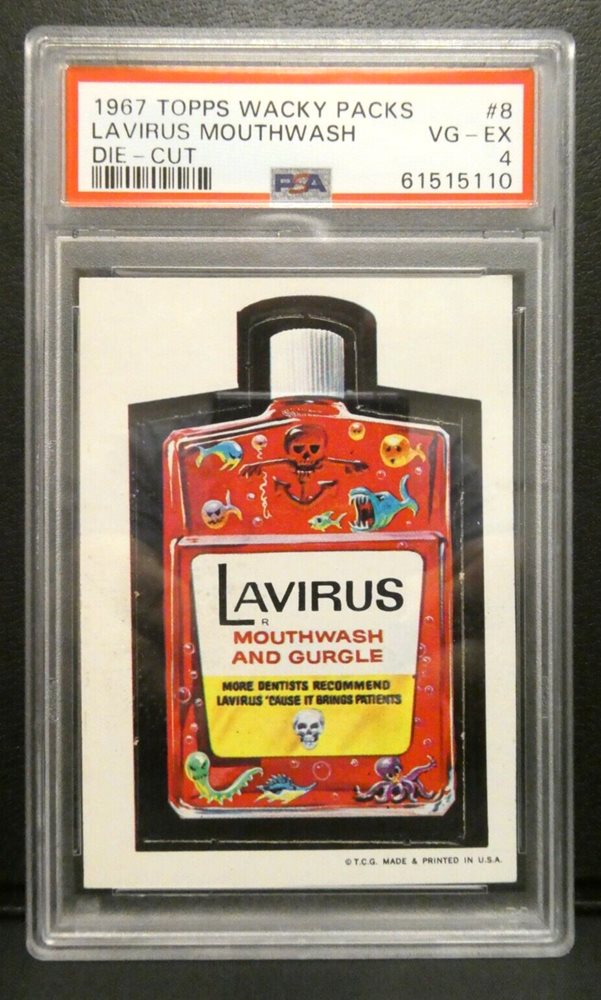 1967 TOPPS WACKY PACKS #8
LAVIRUS MOUTHWASH VG-EX
DIE-CUT 4
PSA 61515110
LAVIRUS
R
MOUTHWASH
AND GURGLE
MORE DENTISTS RECOMMEND
LAVIRUS 'CAUSE IT BRINGS PATIENTS
© T.C.G. MADE & PRINTED IN U.S.A.